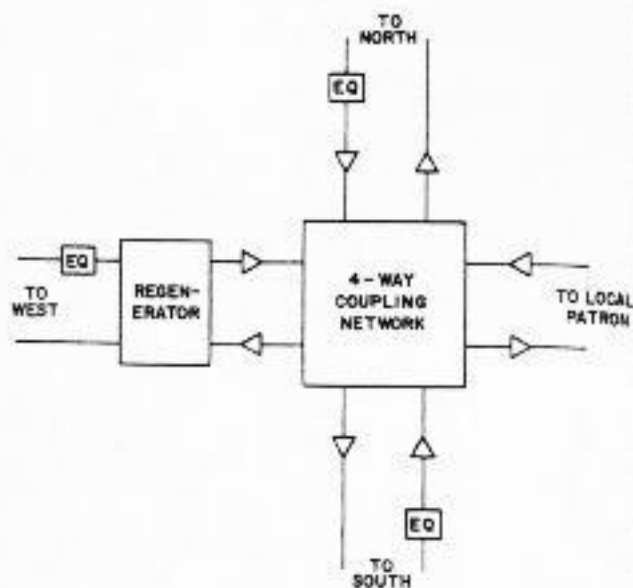 TO
NORTH
EQ
EQ
TO
WEST
REGEN-
ERATOR
4-WAY
COUPLING
NETWORK
TO LOCAL
PATRON
EQ
TO
SOUTH